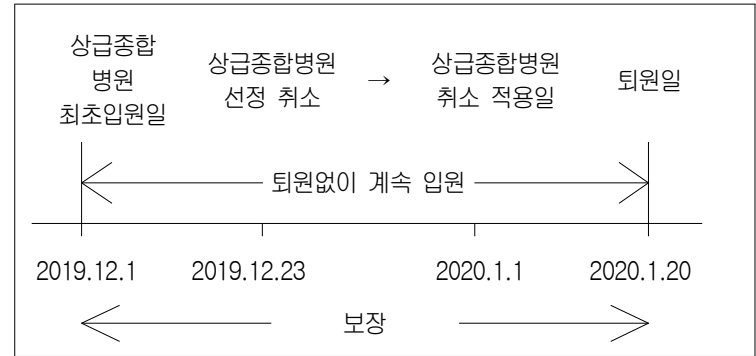 상급종합
병원
최초입원일
상급종합병원
선정 취소
→
상급종합병원
취소 적용일
퇴원일
퇴원없이 계속 입원
2019.12.1
2019.12.23
2020.1.1
2020.1.20
보장